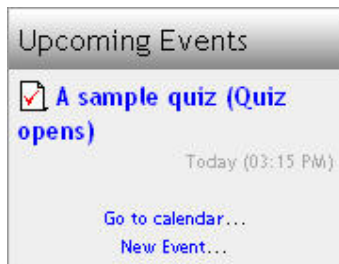 Upcoming Events
A sample quiz (Quiz
opens)
Today (03:15 PM)
Go to calendar...
New Event...